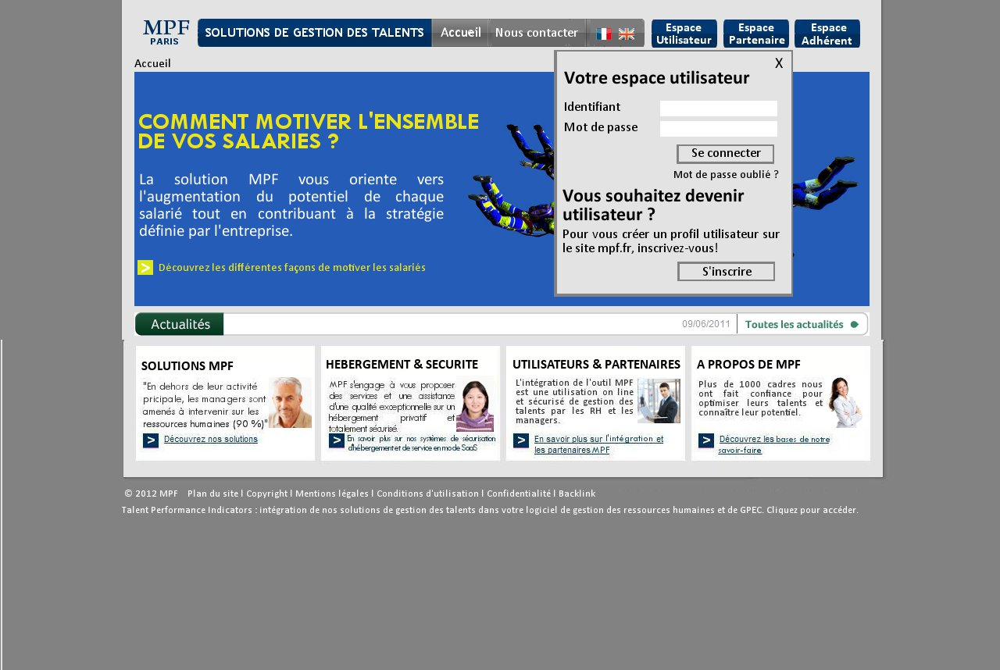 MPF
PARIS
SOLUTIONS DE GESTION DES TALENTS
Accueil
Nous contacter
Espace
Utilisateur
Espace
Partenaire
Espace
Adhérent
Accueil
COMMENT MOTIVER L'ENSEMBLE
DE VOS SALARIES ?
La solution MPF vous oriente vers
l'augmentation du potentiel de chaque
salarié tout en contribuant à la stratégie
définie par l'entreprise.
> Découvrez les différentes façons de motiver les salariés
X
Votre espace utilisateur
Identifiant
Mot de passe
Se connecter
Mot de passe oublié ?
Vous souhaitez devenir
utilisateur ?
Pour vous créer un profil utilisateur sur
le site mpf.fr, inscrivez-vous!
S'inscrire
Actualités
09/06/2011
Toutes les actualités
SOLUTIONS MPF
"En dehors de leur activité
pricipale, les managers sont
amenés à intervenir sur les
ressources humaines (90 %)"
> Découvrez nos solutions
HEBERGEMENT & SECURITE
MPF s'engage à vous proposer
des services et une assistance
d'une qualité exceptionnelle sur un
hébergement privatif et
totalement sécurisé.
> En savoir plus sur nos systèmes de sécurisation
d'hébergement et de service en mode SaaS
UTILISATEURS & PARTENAIRES
L'intégration de l'outil MPF
est une utilisation on line
et sécurisé de gestion des
talents par les RH et les
managers.
> En savoir plus sur l'intégration et
les partenaires MPF
A PROPOS DE MPF
Plus de 1000 cadres nous
ont fait confiance pour
optimiser leurs talents et
connaître leur potentiel.
> Découvrez les bases de notre
savoir-faire
© 2012 MPF Plan du site l Copyright l Mentions légales l Conditions d'utilisation l Confidentialité l Backlink
Talent Performance Indicators : intégration de nos solutions de gestion des talents dans votre logiciel de gestion des ressources humaines et de GPEC. Cliquez pour accéder.